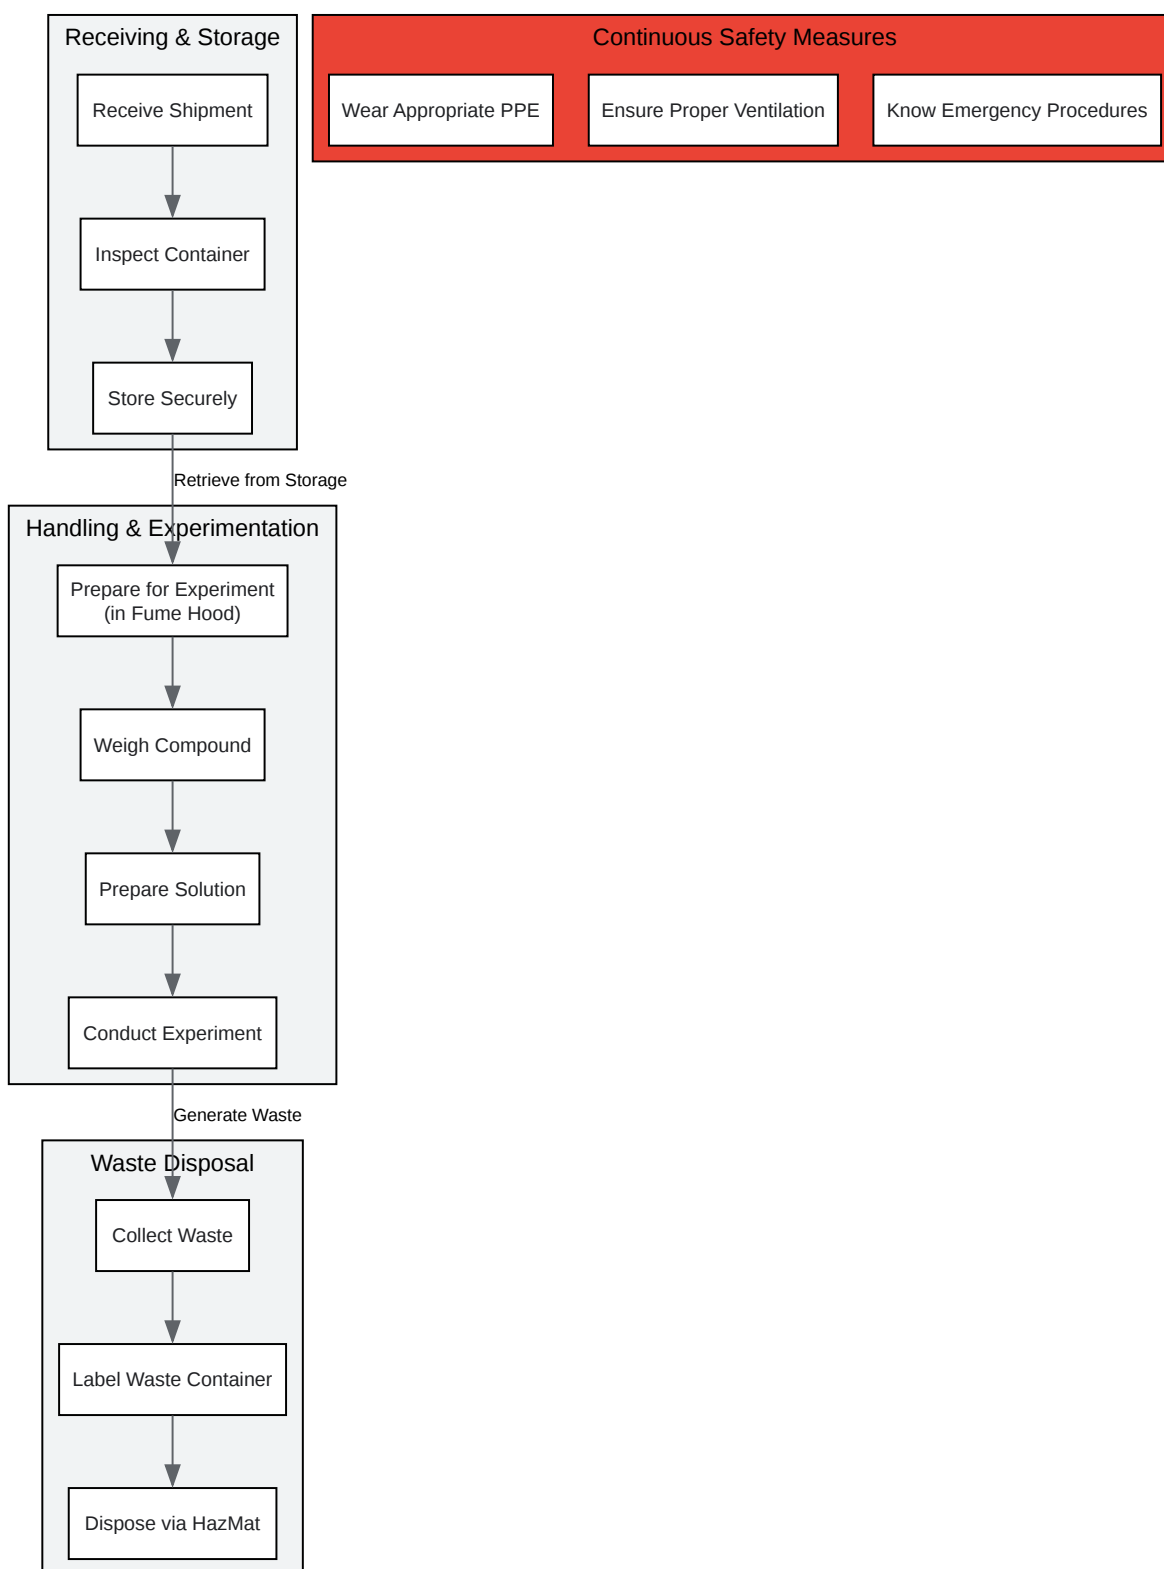 Receiving & Storage
Receive Shipment
Inspect Container
Store Securely
Continuous Safety Measures
Wear Appropriate PPE
Ensure Proper Ventilation
Know Emergency Procedures
Retrieve from Storage
Handling & Experimentation
Prepare for Experiment
(in Fume Hood)
Weigh Compound
Prepare Solution
Conduct Experiment
Generate Waste
Waste Disposal
Collect Waste
Label Waste Container
Dispose via HazMat